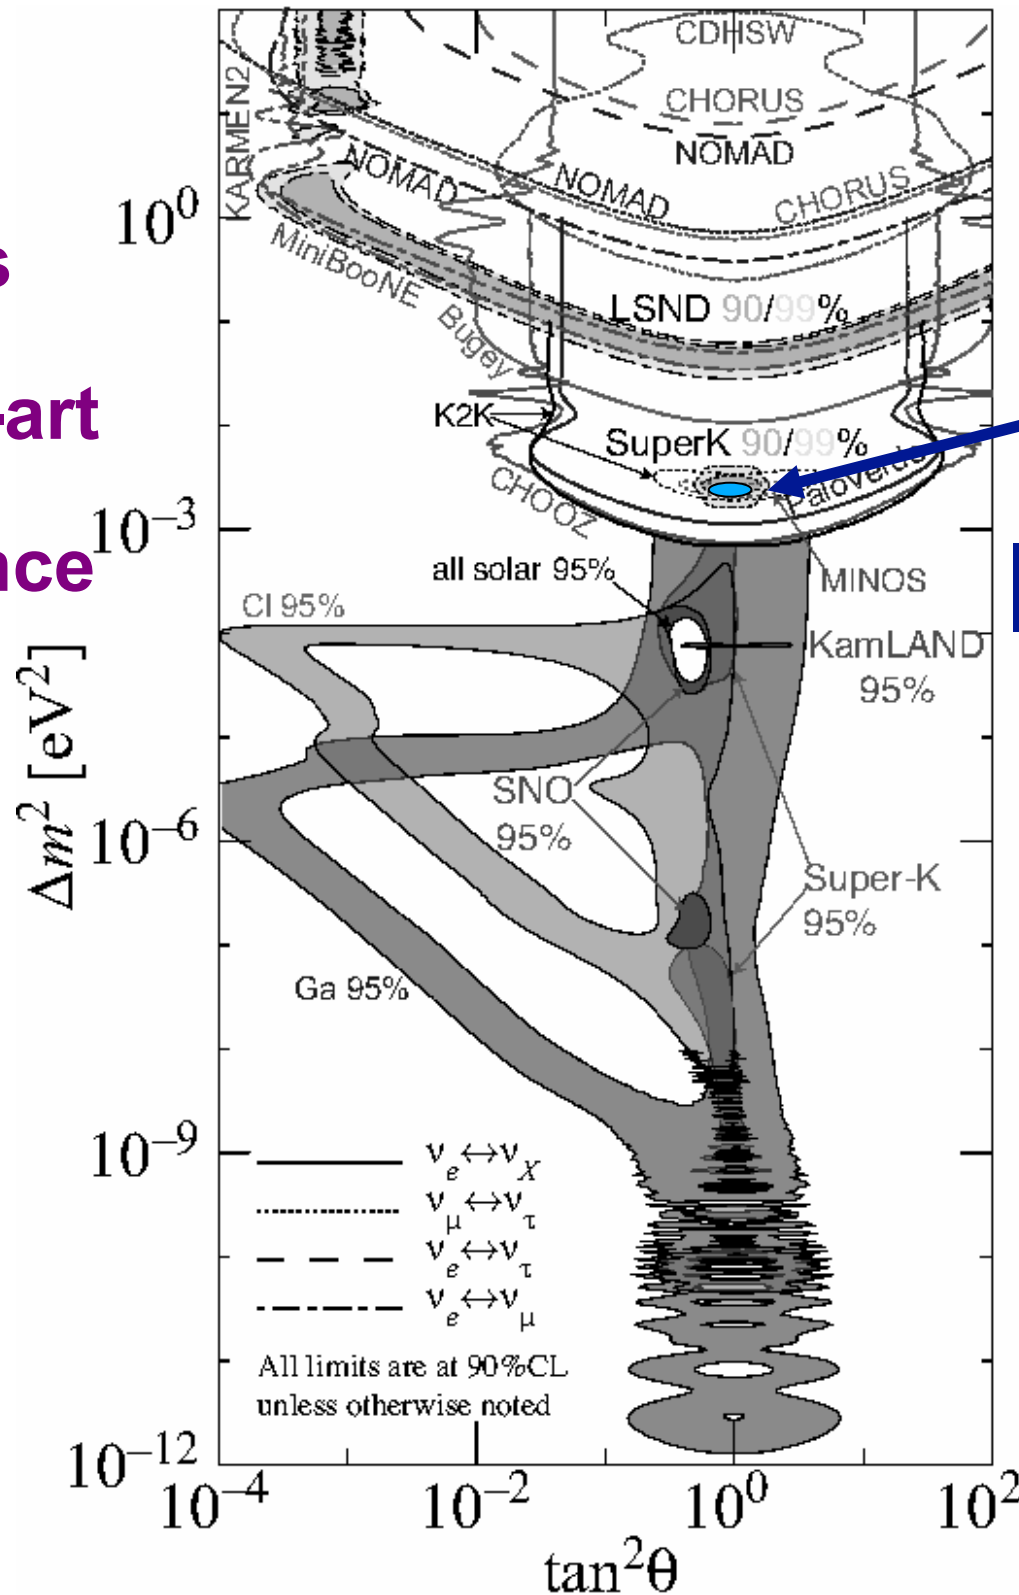 CDHSW
KARMEN2
CHORUS
NOMAD
NOMAD
NOMAD
CHORUS
10⁰
s
MiniBooNE
LSND 90/99%
Bugey
-art
K2K
SuperK 90/99%
CHOOZ
PaloVerde
10⁻³
nce
all solar 95%
MINOS
Cl 95%
KamLAND
95%
Δm² [eV²]
SNO
95%
10⁻⁶
Super-K
95%
Ga 95%
10⁻⁹
νe↔νX
νμ↔ντ
νe↔ντ
νe↔νμ
All limits are at 90%CL
unless otherwise noted
10⁻¹²
10⁻⁴ 10⁻² 10⁰ 10²
tan²θ